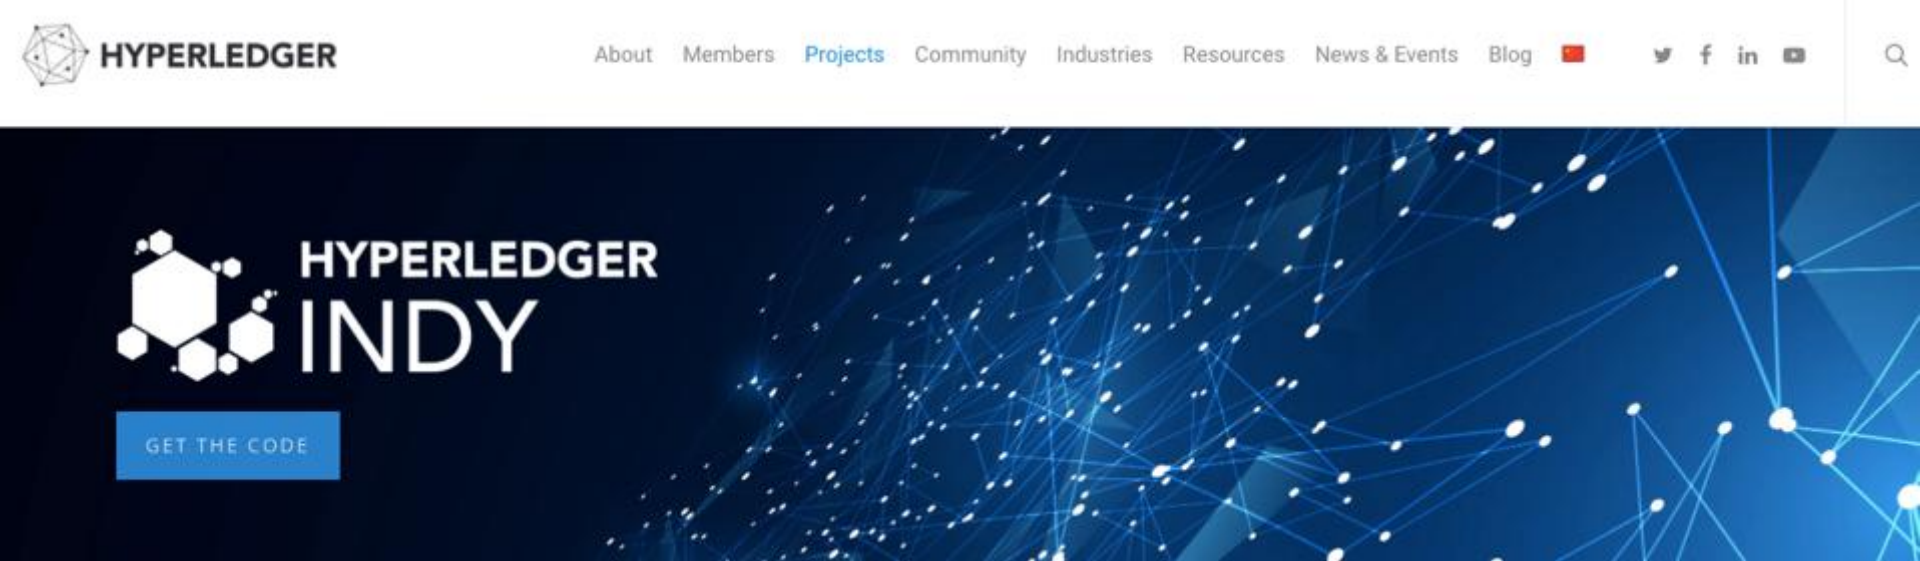 HYPERLEDGER
About Members Projects Community Industries Resources News & Events Blog
HYPERLEDGER
INDY
GET THE CODE